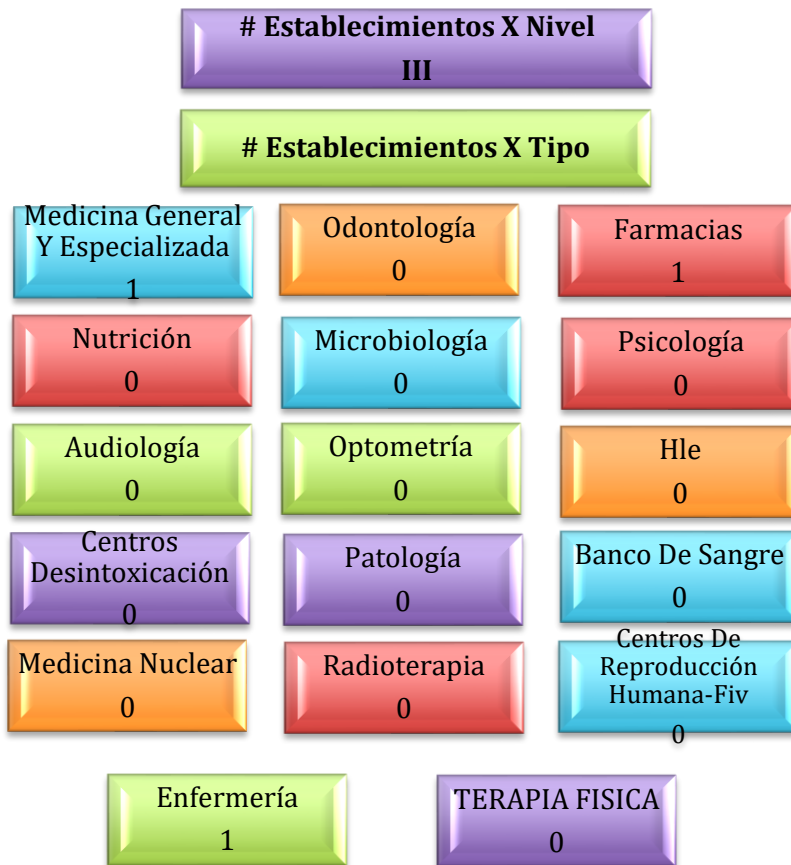 # Establecimientos X Nivel
III
# Establecimientos X Tipo
Medicina General
Y Especializada
1
Odontología
0
Farmacias
1
Nutrición
0
Microbiología
0
Psicología
0
Audiología
0
Optometría
0
Hle
0
Centros
Desintoxicación
0
Patología
0
Banco De Sangre
0
Medicina Nuclear
0
Radioterapia
0
Centros De
Reproducción
Humana-Fiv
0
Enfermería
1
TERAPIA FISICA
0